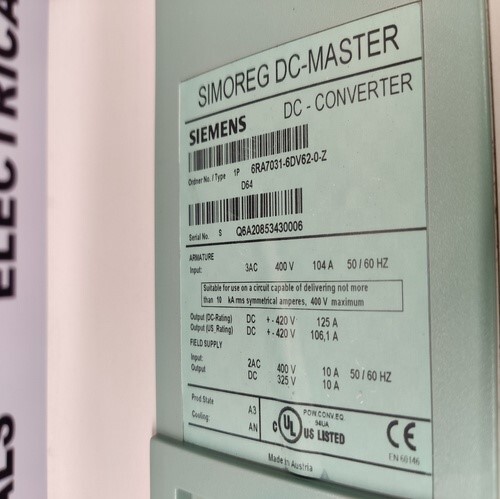 SIMOREG DC-MASTER
SIEMENS DC - CONVERTER
Order No. / Type 1P 6RA7031-6DV62-0-Z
D64
Serial No. S Q6A20853430006
ARMATURE
Input: 3AC 400 V 104 A 50 / 60 HZ
Suitable for use on a circuit capable of delivering not more
than 10 kA rms symmetrical amperes, 400 V maximum
Output (DC-Rating) DC +-420 V 125 A
Output (US_Rating) DC +-420 V 106,1 A
FIELD SUPPLY
Input: 2AC 400 V 10 A 50 / 60 HZ
Output DC 325 V 10 A
Prod.State A3
Cooling: AN
C UL US LISTED
POW.CONV.EQ.
94UA
CE
EN 60146
Made in Austria
ELECTRICA
ALS